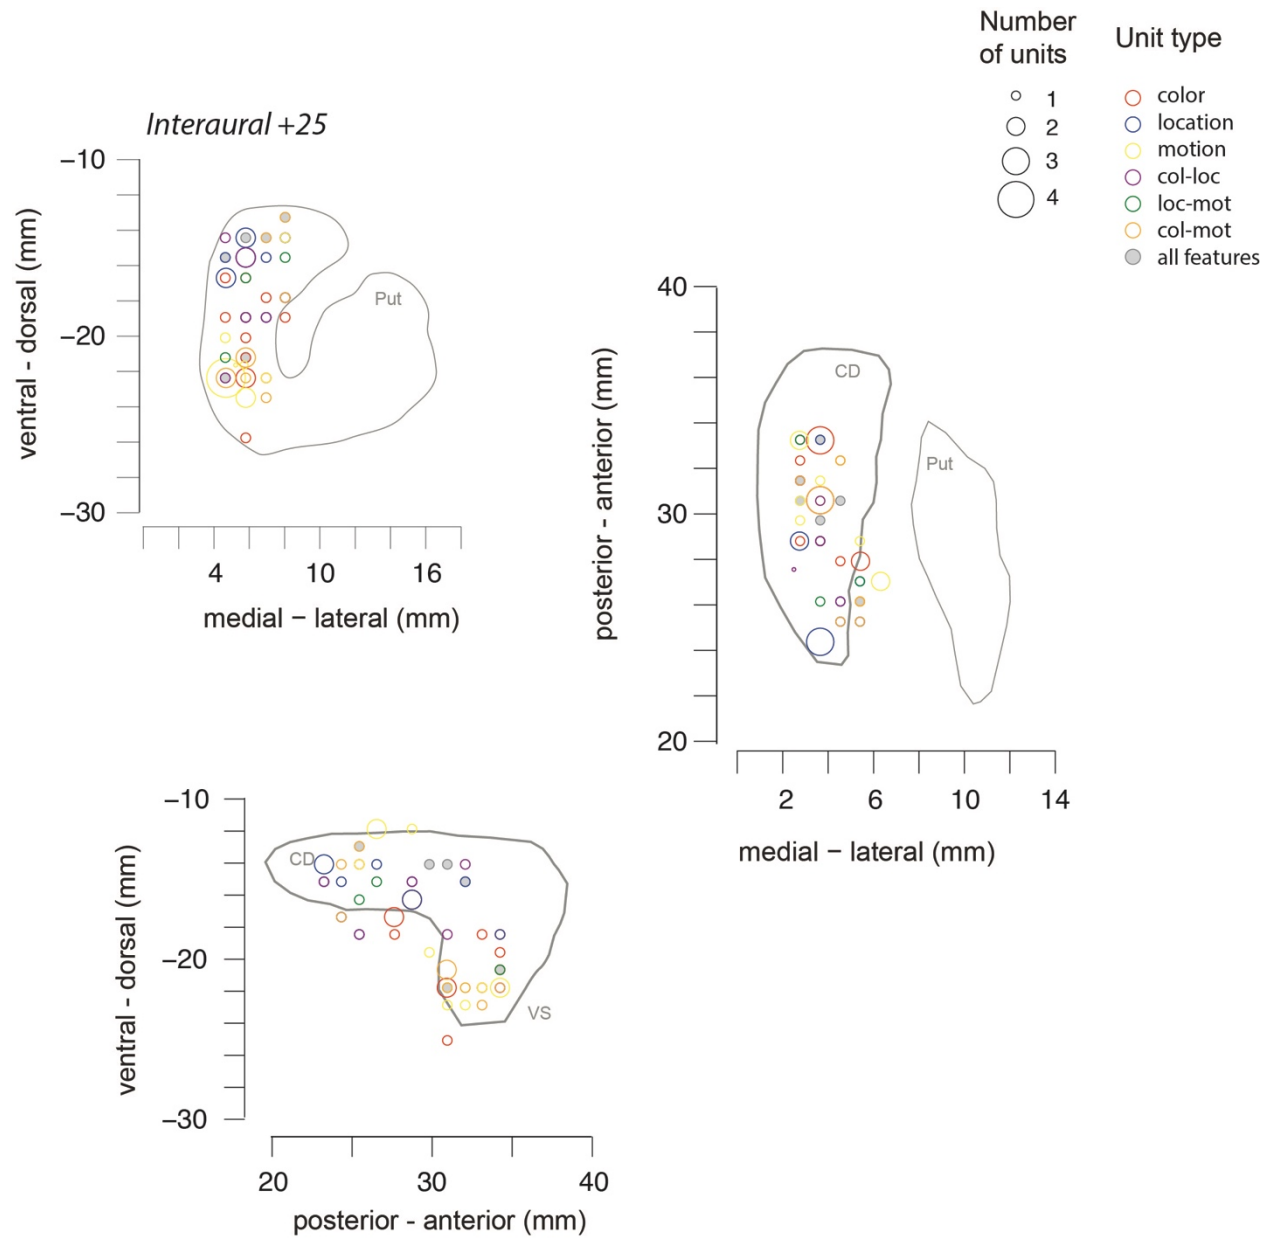 Number
of units
Unit type
1
2
3
4
color
location
motion
col-loc
loc-mot
col-mot
all features
Interaural +25
−10
−20
−30
ventral - dorsal (mm)
Put
4 10 16
medial − lateral (mm)
40
30
20
posterior - anterior (mm)
CD
Put
2 6 10 14
medial − lateral (mm)
−10
−20
−30
ventral - dorsal (mm)
CD
VS
20 30 40
posterior - anterior (mm)